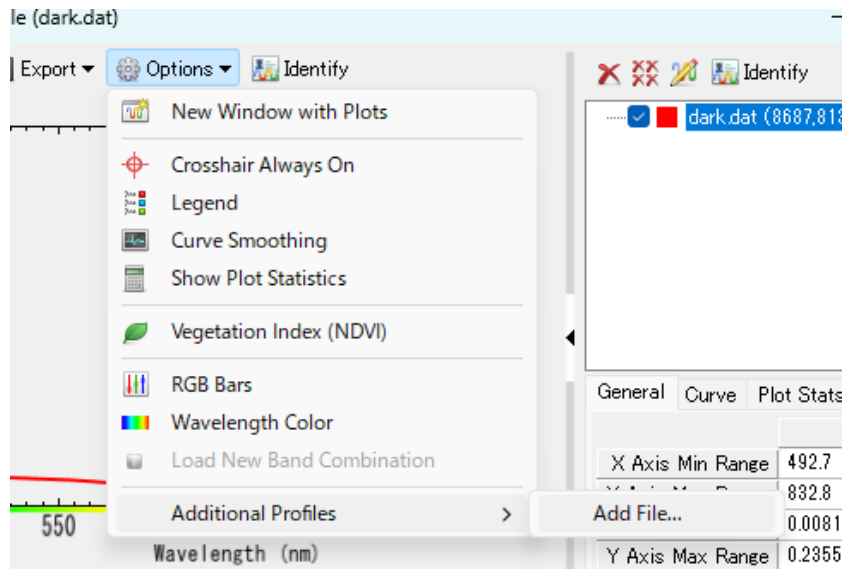 le (dark.dat)
Export
Options
Identify
New Window with Plots
Crosshair Always On
Legend
Curve Smoothing
Show Plot Statistics
Vegetation Index (NDVI)
RGB Bars
Wavelength Color
Load New Band Combination
Additional Profiles
Add File...
550
Wavelength (nm)
Identify
dark.dat (8687,813
General
Curve
Plot Stats
X Axis Min Range
492.7
832.8
0.0081
Y Axis Max Range
0.2355